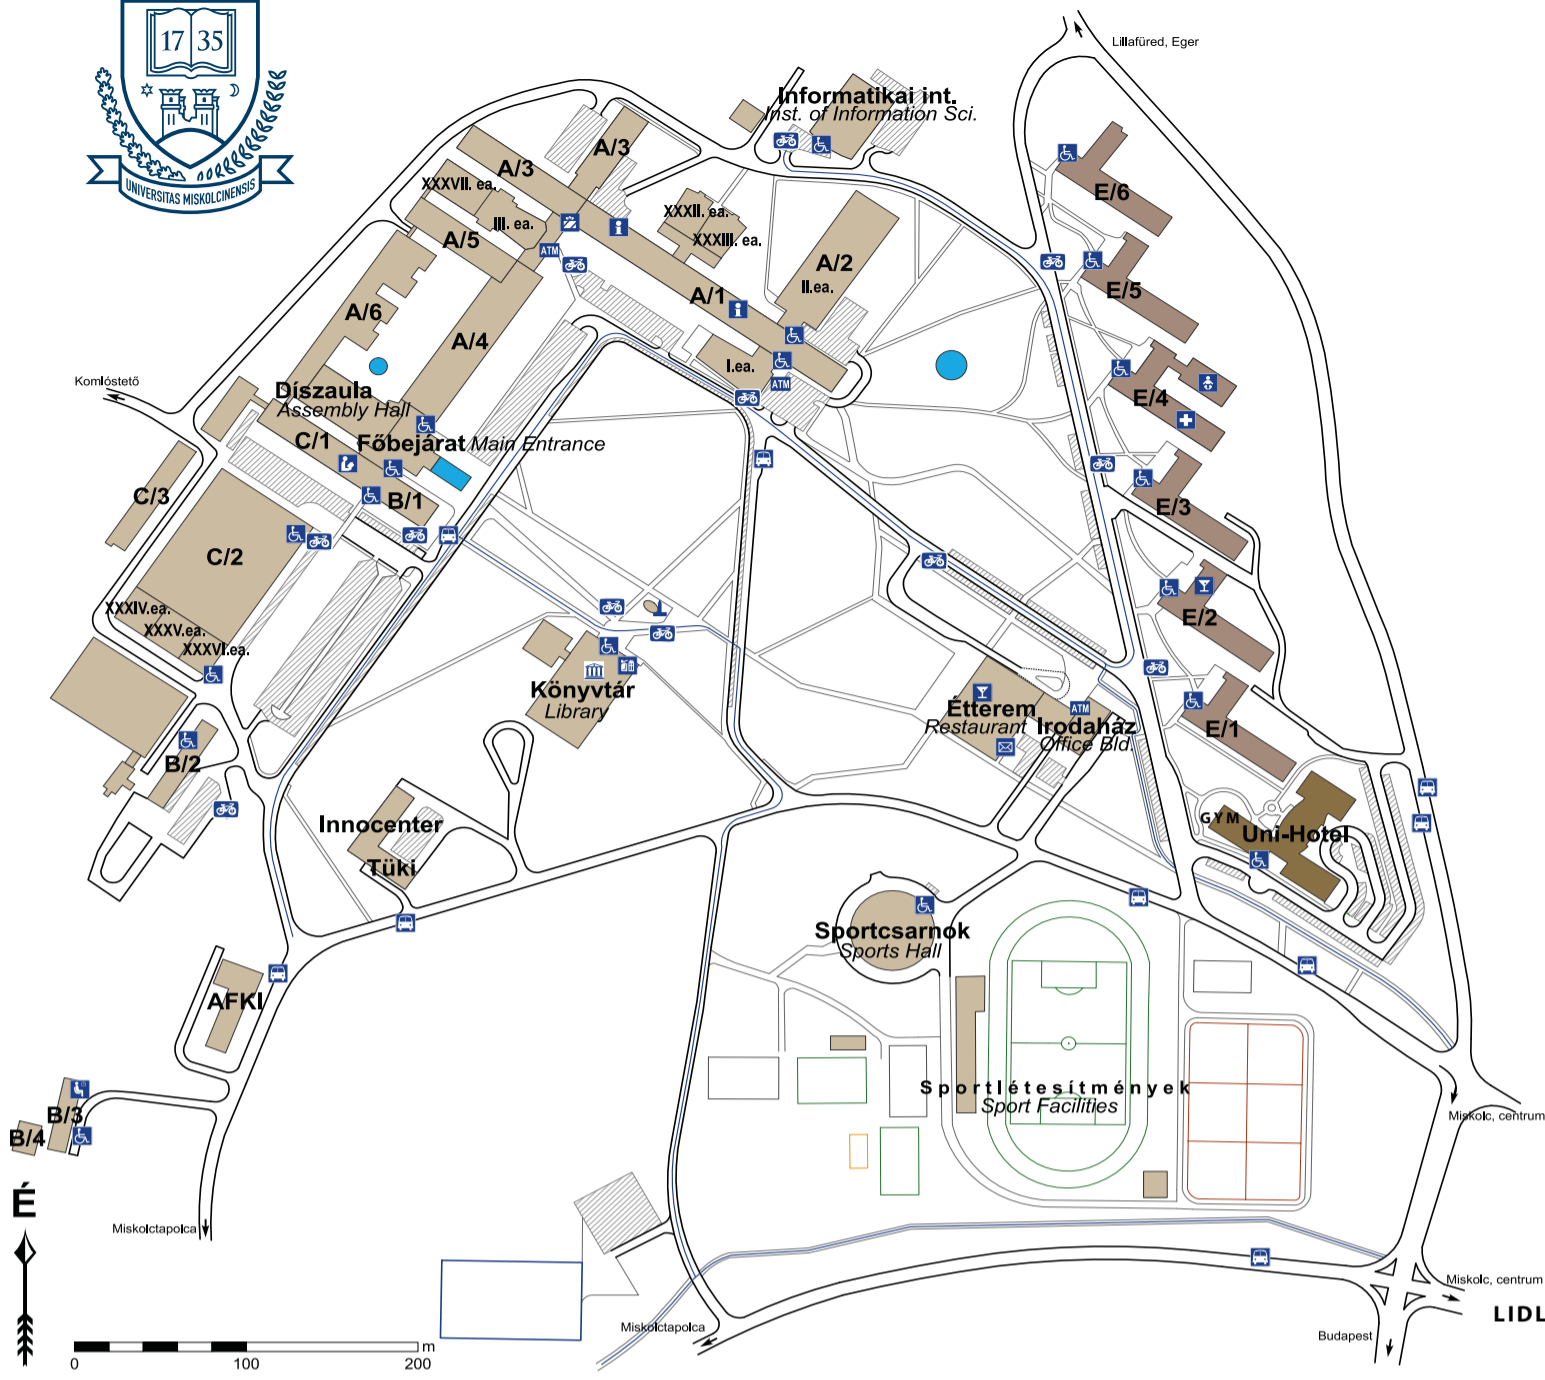 17 35
UNIVERSITAS MISKOLCINENSIS
Lillafüred, Eger
Informatikai int.
Inst. of Information Sci.
A/3
A/3
XXXVII. ea.
III. ea.
A/5
XXXII. ea.
XXXIII. ea.
ATM
A/2
II.ea.
A/1
A/6
A/4
I.ea.
ATM
E/6
E/5
E/4
E/3
E/2
E/1
Komlóstető
Díszaula
Assembly Hall
C/1
Főbejárat Main Entrance
B/1
C/3
C/2
XXXIV.ea.
XXXV.ea.
XXXVI.ea.
B/2
Könyvtár
Library
Étterem
Restaurant
ATM
Irodaház
Office Bld.
GYM
Uni-Hotel
Innocenter
Tüki
Sportcsarnok
Sports Hall
AFKI
B/3
B/4
Sportlétesítmények
Sport Facilities
Miskolc, centrum
É
Miskolctapolca
Miskolctapolca
Miskolc, centrum
LIDL
Budapest
0 100 200 m